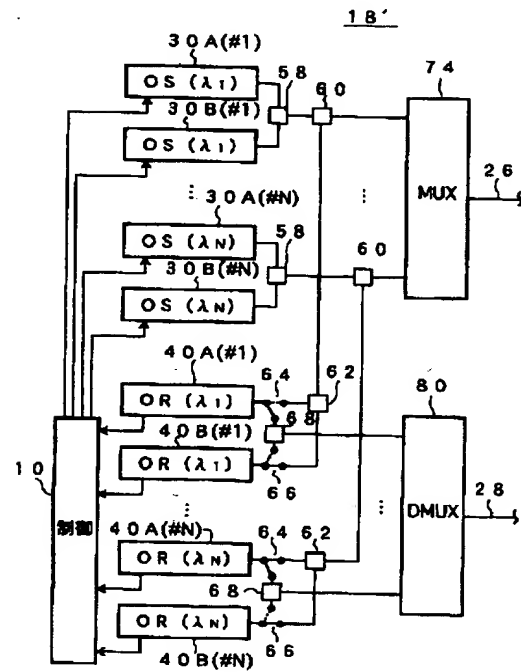 18'
30A(#1)
OS (λ1)
58
60
74
30B(#1)
OS (λ1)
MUX
26
30A(#N)
OS (λN)
58
60
30B(#N)
OS (λN)
40A(#1)
64
62
80
OR (λ1)
68
40B(#1)
10
OR (λ1)
66
DMUX
28
制御
40A(#N)
64
62
OR (λN)
68
66
OR (λN)
40B(#N)